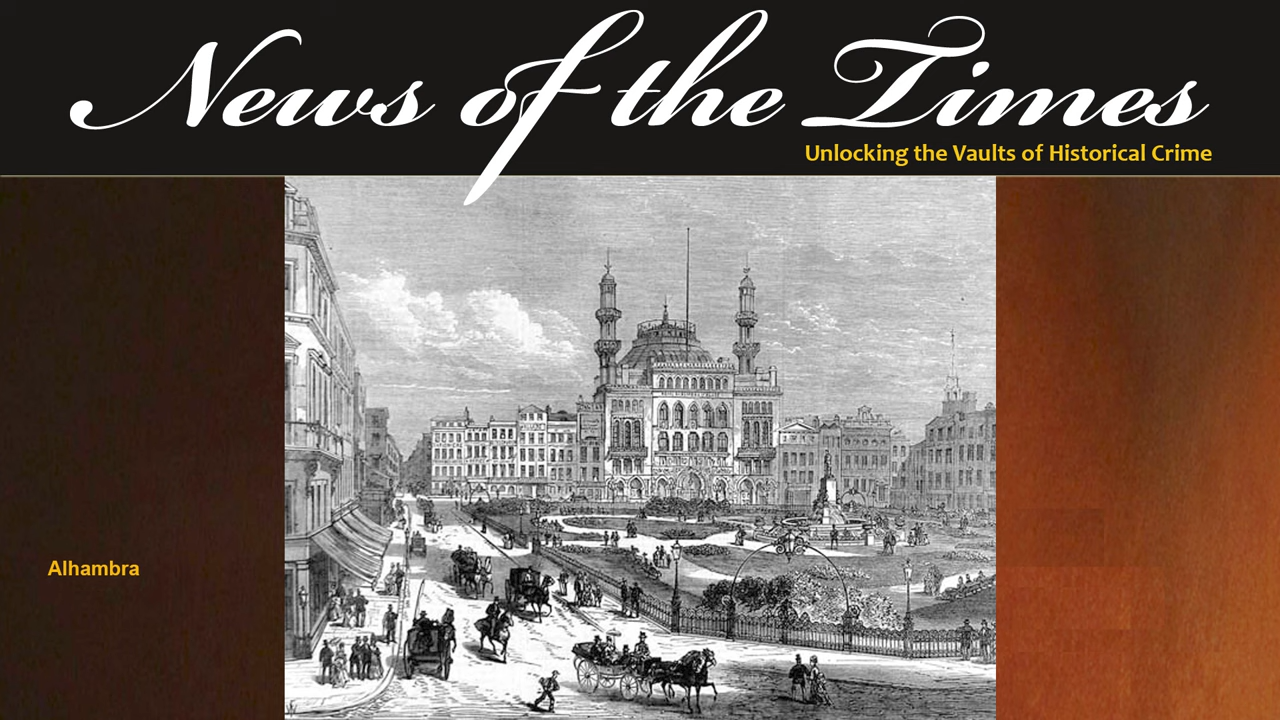 News of the Times
Unlocking the Vaults of Historical Crime
Alhambra